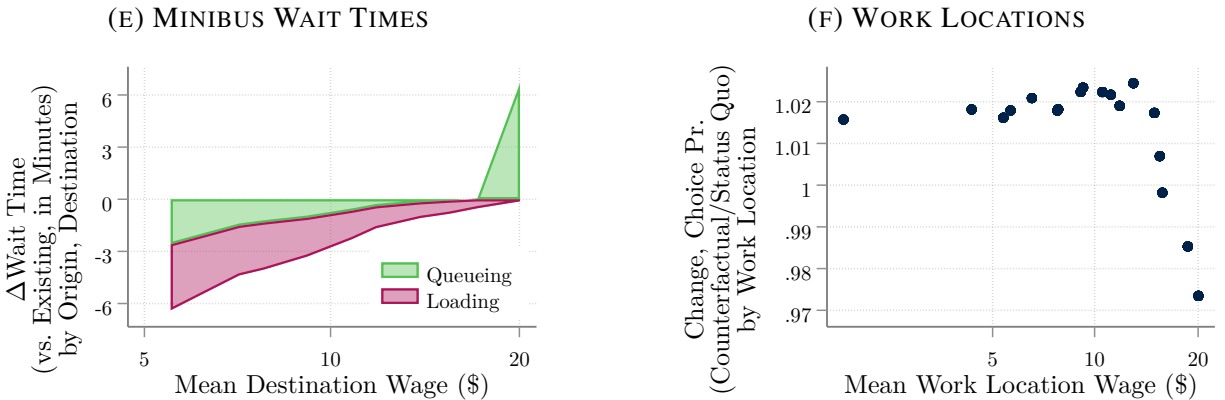 (E) MINIBUS WAIT TIMES
ΔWait Time
(vs. Existing, in Minutes)
by Origin, Destination
6
3
0
-3
-6
Queueing
Loading
5
10
20
Mean Destination Wage ($)
(F) WORK LOCATIONS
Change, Choice Pr.
(Counterfactual/Status Quo)
by Work Location
1.02
1.01
1
.99
.98
.97
5
10
20
Mean Work Location Wage ($)